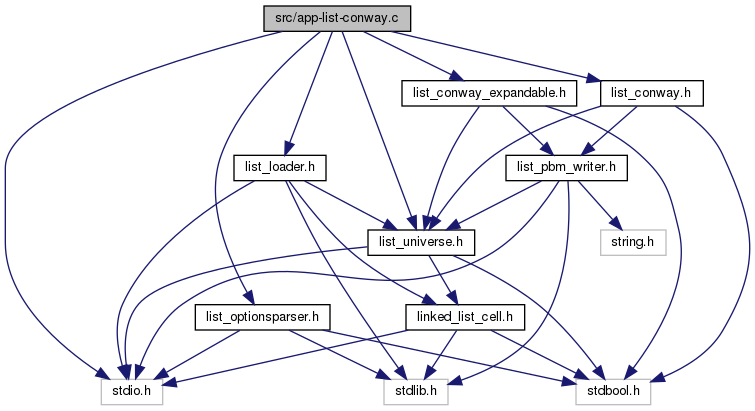 src/app-list-conway.c
list_conway_expandable.h
list_conway.h
list_loader.h
list_pbm_writer.h
list_universe.h
string.h
list_optionsparser.h
linked_list_cell.h
stdio.h
stdlib.h
stdbool.h